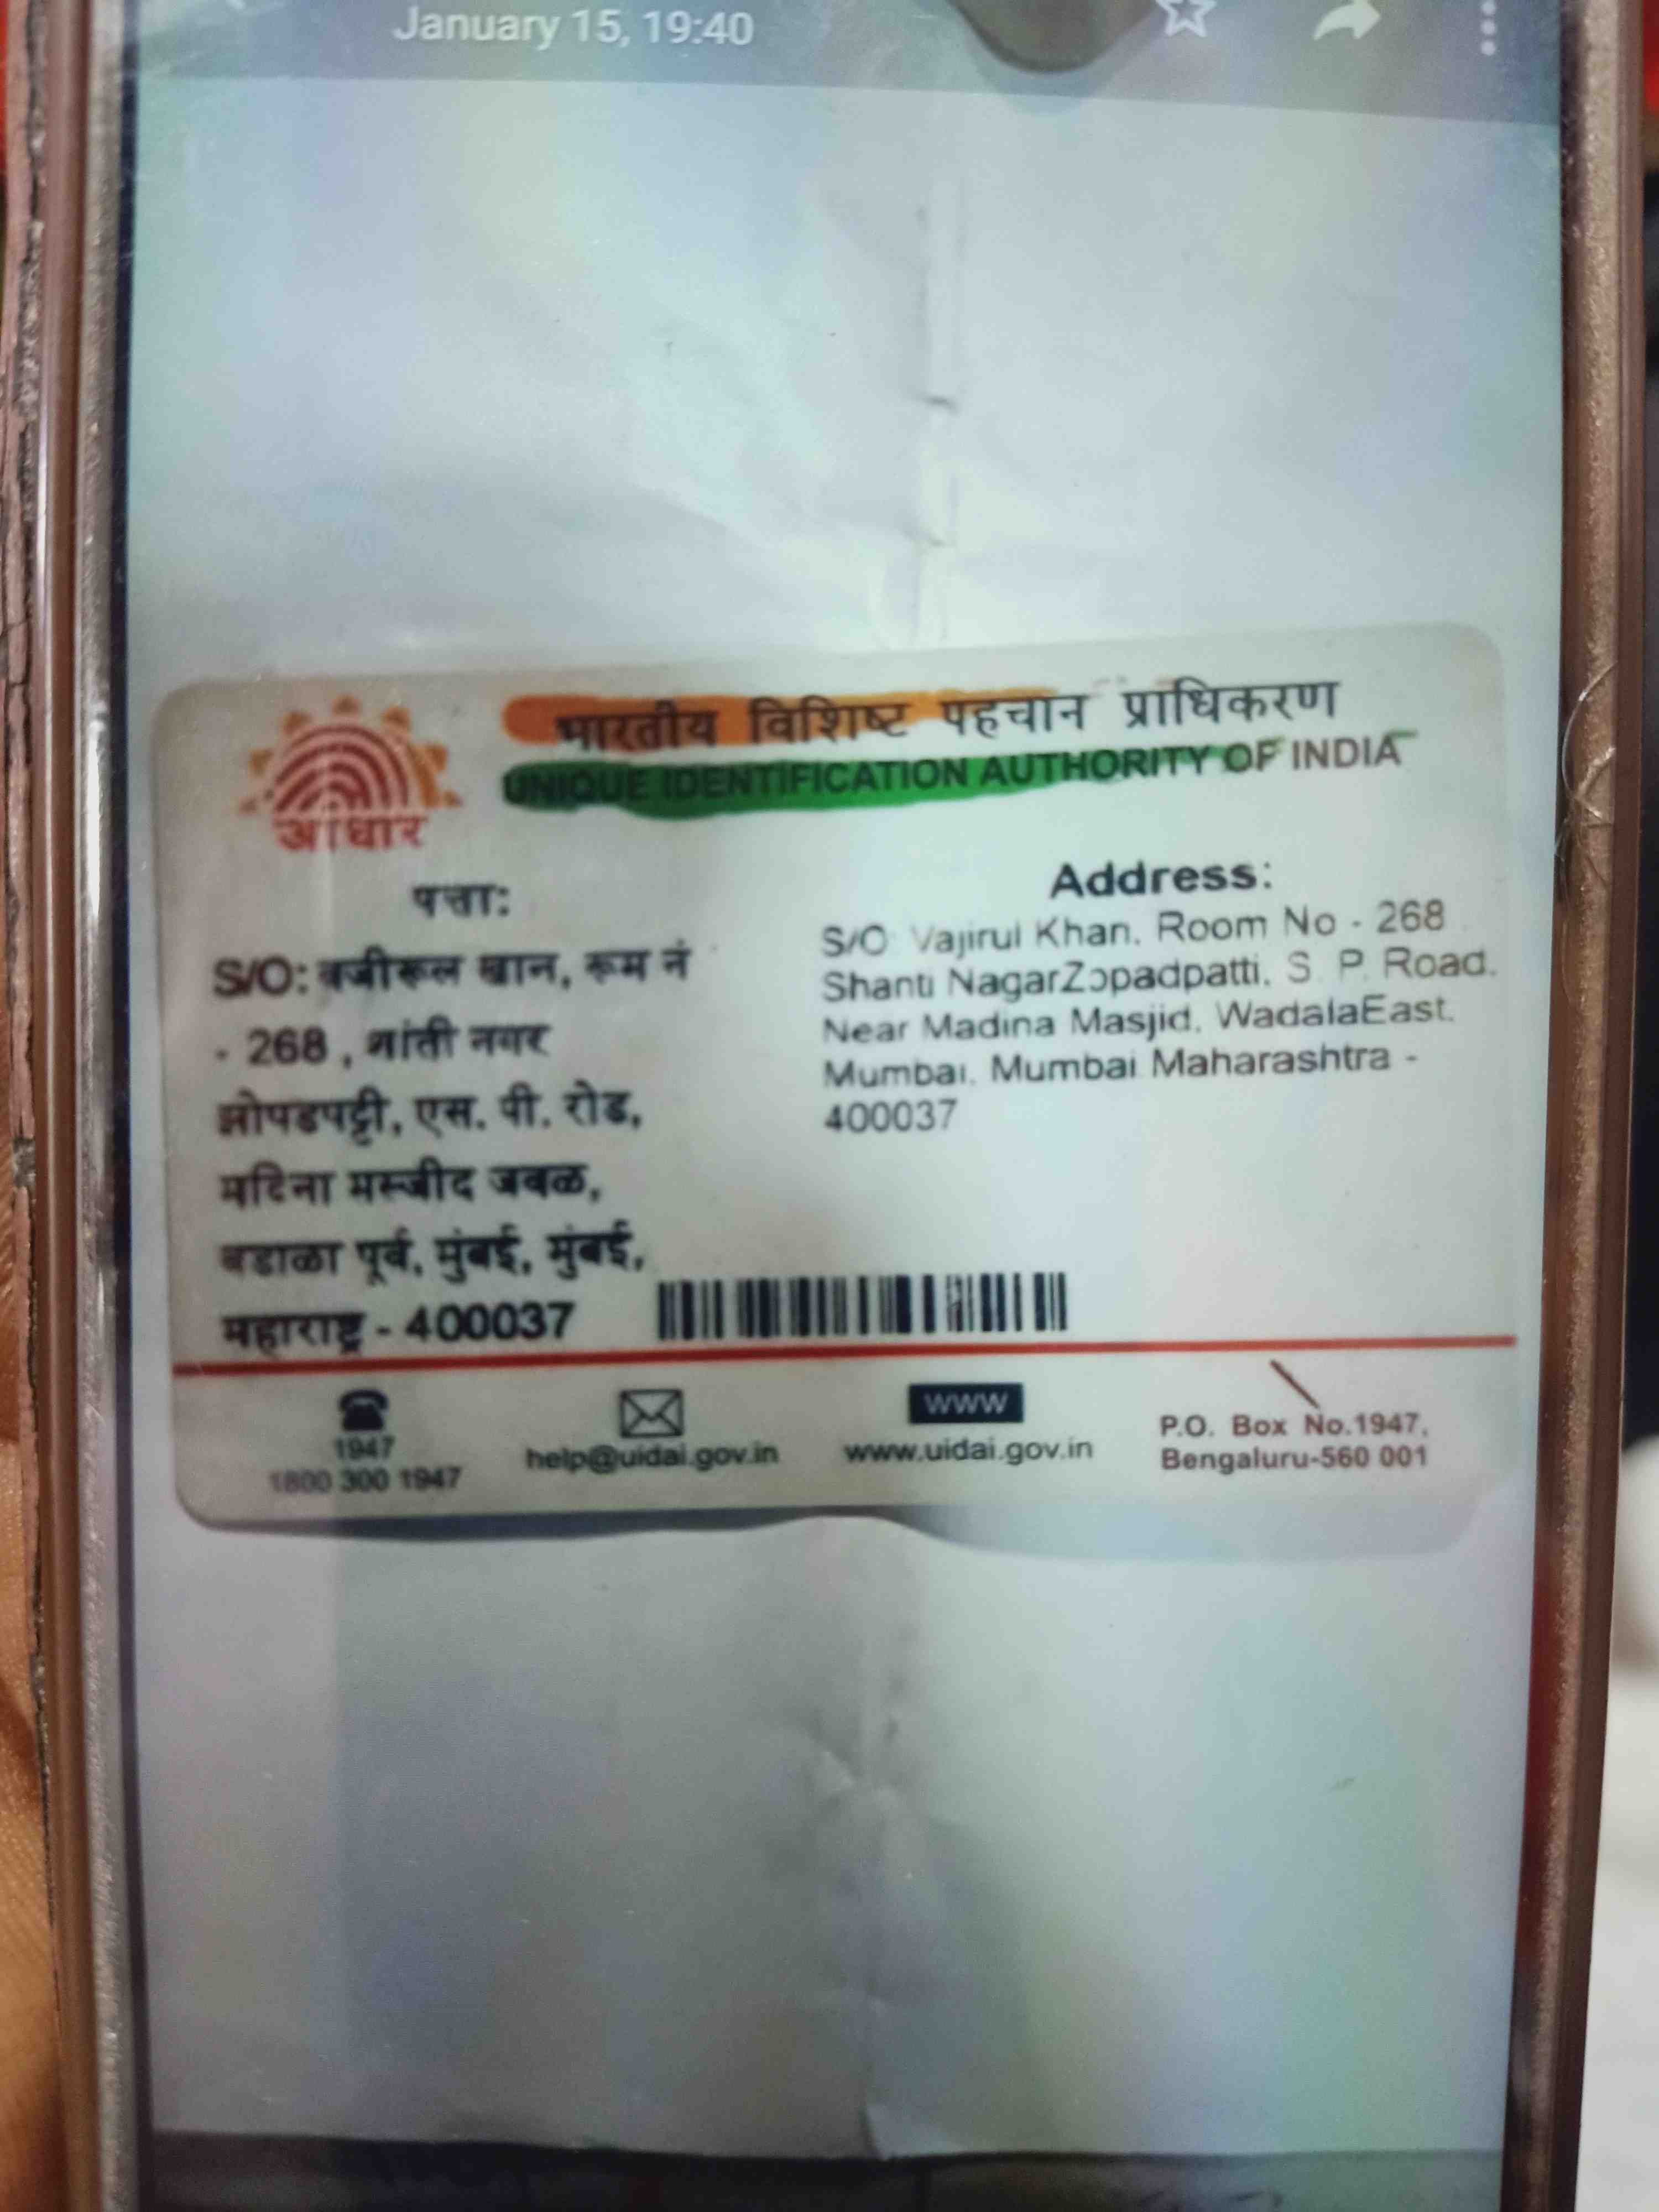 January 15, 19:40
भारतीय विशिष्ट पहचान प्राधिकरण
UNIQUE IDENTIFICATION AUTHORITY OF INDIA
आधार
पत्ता:
S/O: वजीरूल खान, रूम नं
- 268 , शांती नगर
झोपडपट्टी, एस. पी. रोड,
मदिना मस्जीद जवळ,
वडाळा पूर्व, मुंबई, मुंबई,
महाराष्ट्र - 400037
Address:
S/O Vajirul Khan, Room No - 268
Shanti NagarZopadpatti, S. P. Road,
Near Madina Masjid, WadalaEast,
Mumbai, Mumbai Maharashtra -
400037
1947
1800 300 1947
help@uidai.gov.in
www
www.uidai.gov.in
P.O. Box No.1947,
Bengaluru-560 001